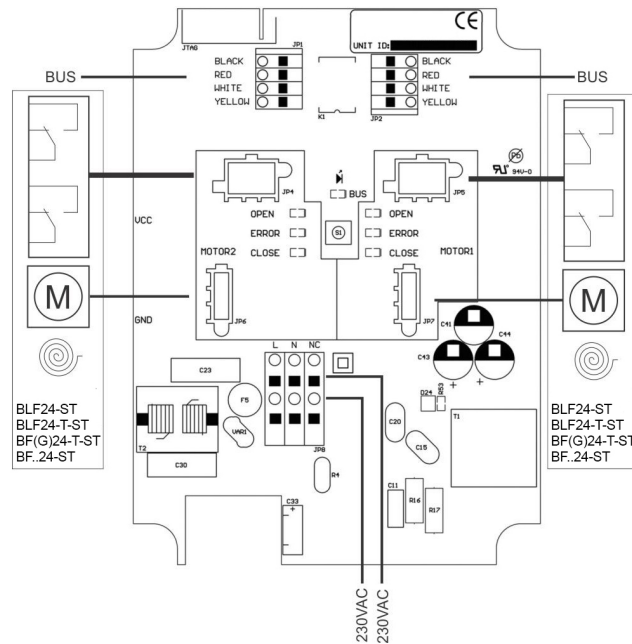 JTAG
CE
UNIT ID:
JP1
BLACK
RED
WHITE
YELLOW
K1
BLACK
RED
WHITE
YELLOW
JP2
BUS
BUS
JP4
BUS
OPEN
ERROR
CLOSE
MOTOR2
S1
JP5
OPEN
ERROR
CLOSE
MOTOR1
94V-0
VCC
GND
M
M
JP6
JP7
C41
C44
C43
+
+
L N NC
C23
F5
VAR1
T2
C30
JP8
R4
C33
+
D24
R53
C20
C15
T1
C11
R16
R17
BLF24-ST
BLF24-T-ST
BF(G)24-T-ST
BF..24-ST
BLF24-ST
BLF24-T-ST
BF(G)24-T-ST
BF..24-ST
230VAC
230VAC